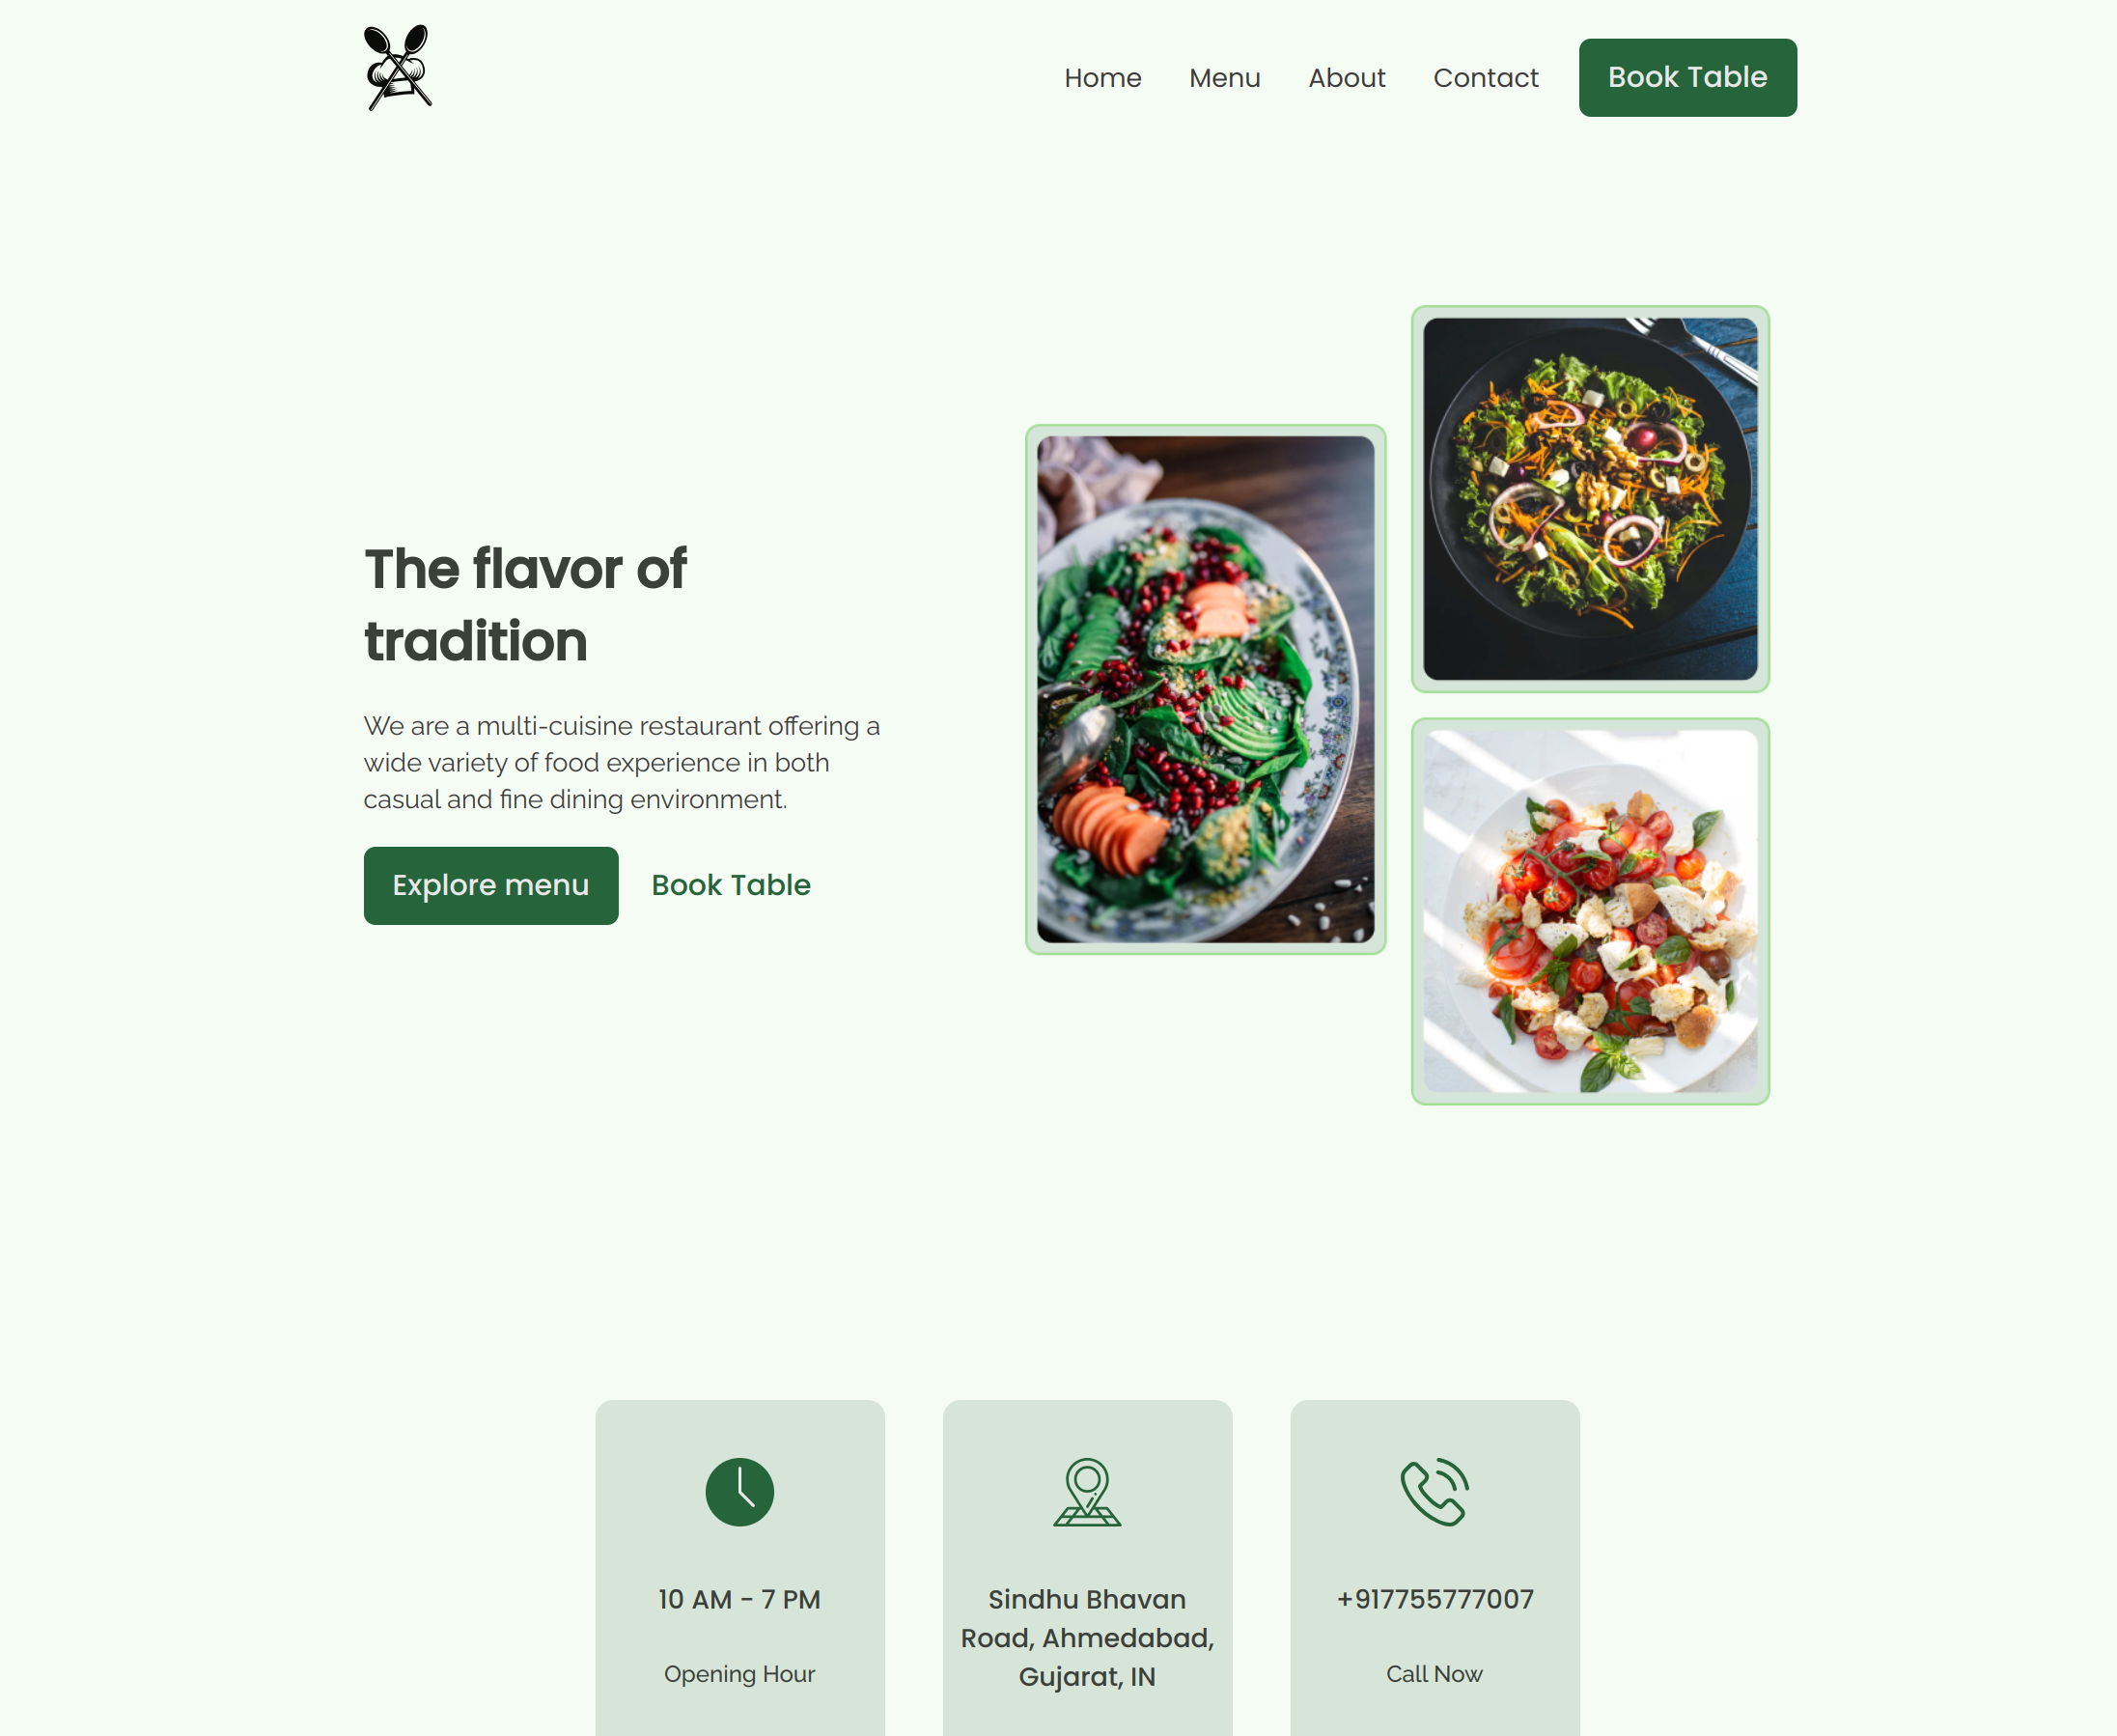 Home Menu About Contact Book Table
The flavor of
tradition
We are a multi-cuisine restaurant offering a
wide variety of food experience in both
casual and fine dining environment.
Explore menu Book Table
10 AM - 7 PM
Opening Hour
Sindhu Bhavan
Road, Ahmedabad,
Gujarat, IN
+917755777007
Call Now